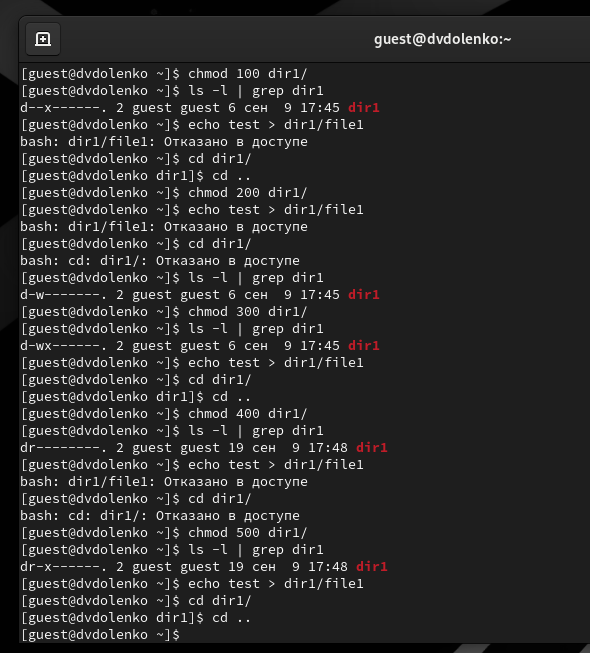 guest@dvdolenko:~
[guest@dvdolenko ~]$ chmod 100 dir1/
[guest@dvdolenko ~]$ ls -l | grep dir1
d--x------. 2 guest guest 6 сен  9 17:45 dir1
[guest@dvdolenko ~]$ echo test > dir1/file1
bash: dir1/file1: Отказано в доступе
[guest@dvdolenko ~]$ cd dir1/
[guest@dvdolenko dir1]$ cd ..
[guest@dvdolenko ~]$ chmod 200 dir1/
[guest@dvdolenko ~]$ echo test > dir1/file1
bash: dir1/file1: Отказано в доступе
[guest@dvdolenko ~]$ cd dir1/
bash: cd: dir1/: Отказано в доступе
[guest@dvdolenko ~]$ ls -l | grep dir1
d-w-------. 2 guest guest 6 сен  9 17:45 dir1
[guest@dvdolenko ~]$ chmod 300 dir1/
[guest@dvdolenko ~]$ ls -l | grep dir1
d-wx------. 2 guest guest 6 сен  9 17:45 dir1
[guest@dvdolenko ~]$ echo test > dir1/file1
[guest@dvdolenko ~]$ cd dir1/
[guest@dvdolenko dir1]$ cd ..
[guest@dvdolenko ~]$ chmod 400 dir1/
[guest@dvdolenko ~]$ ls -l | grep dir1
dr--------. 2 guest guest 19 сен  9 17:48 dir1
[guest@dvdolenko ~]$ echo test > dir1/file1
bash: dir1/file1: Отказано в доступе
[guest@dvdolenko ~]$ cd dir1/
bash: cd: dir1/: Отказано в доступе
[guest@dvdolenko ~]$ chmod 500 dir1/
[guest@dvdolenko ~]$ ls -l | grep dir1
dr-x------. 2 guest guest 19 сен  9 17:48 dir1
[guest@dvdolenko ~]$ echo test > dir1/file1
[guest@dvdolenko ~]$ cd dir1/
[guest@dvdolenko dir1]$ cd ..
[guest@dvdolenko ~]$